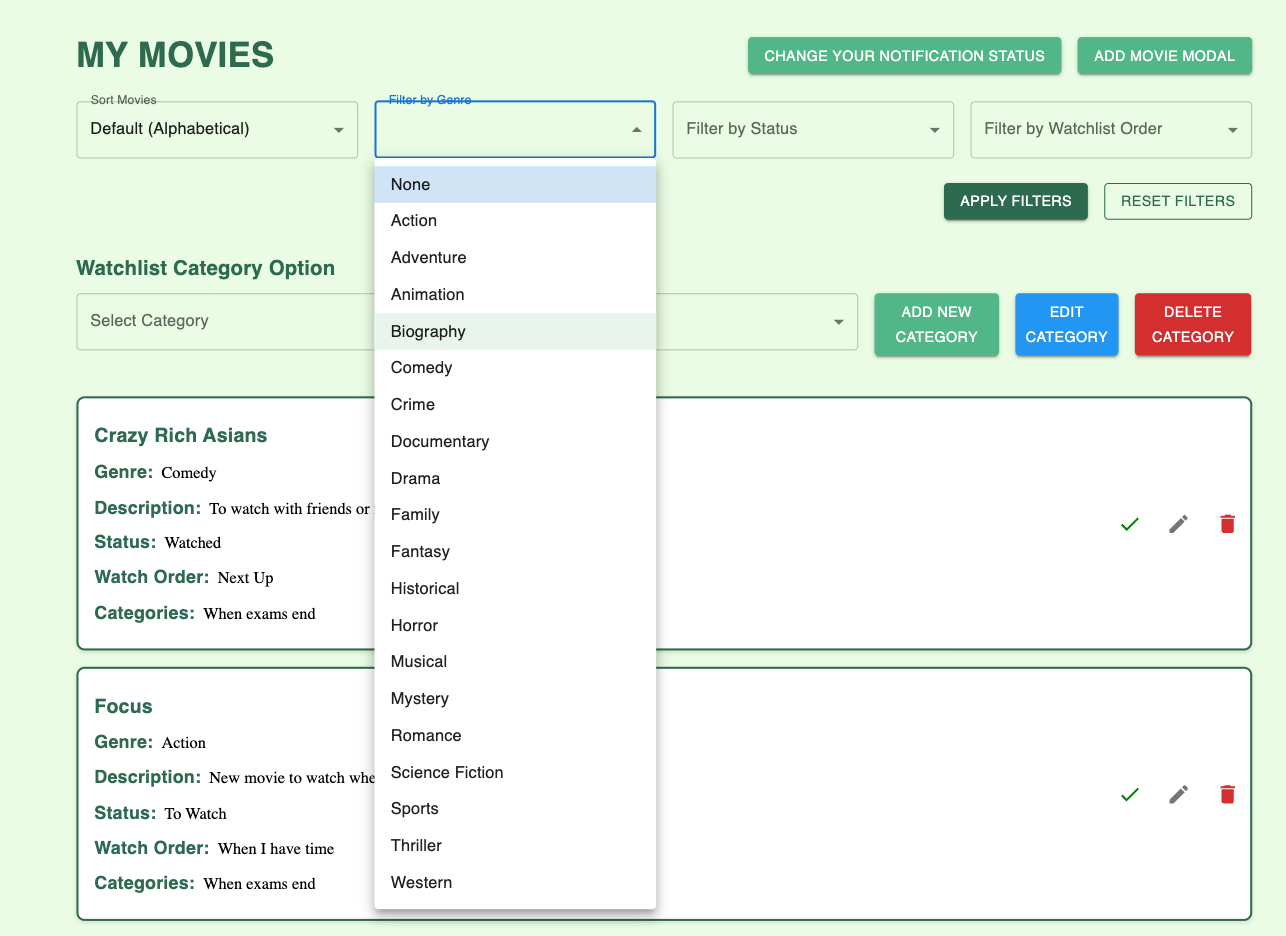 MY MOVIES
CHANGE YOUR NOTIFICATION STATUS
ADD MOVIE MODAL
Sort Movies
Default (Alphabetical)
Filter by Genre
Filter by Status
Filter by Watchlist Order
APPLY FILTERS
RESET FILTERS
None
Action
Adventure
Animation
Biography
Comedy
Crime
Documentary
Drama
Family
Fantasy
Historical
Horror
Musical
Mystery
Romance
Science Fiction
Sports
Thriller
Western
Watchlist Category Option
Select Category
ADD NEW
CATEGORY
EDIT
CATEGORY
DELETE
CATEGORY
Crazy Rich Asians
Genre: Comedy
Description: To watch with friends or
Status: Watched
Watch Order: Next Up
Categories: When exams end
Focus
Genre: Action
Description: New movie to watch
Status: To Watch
Watch Order: When I have time
Categories: When exams end